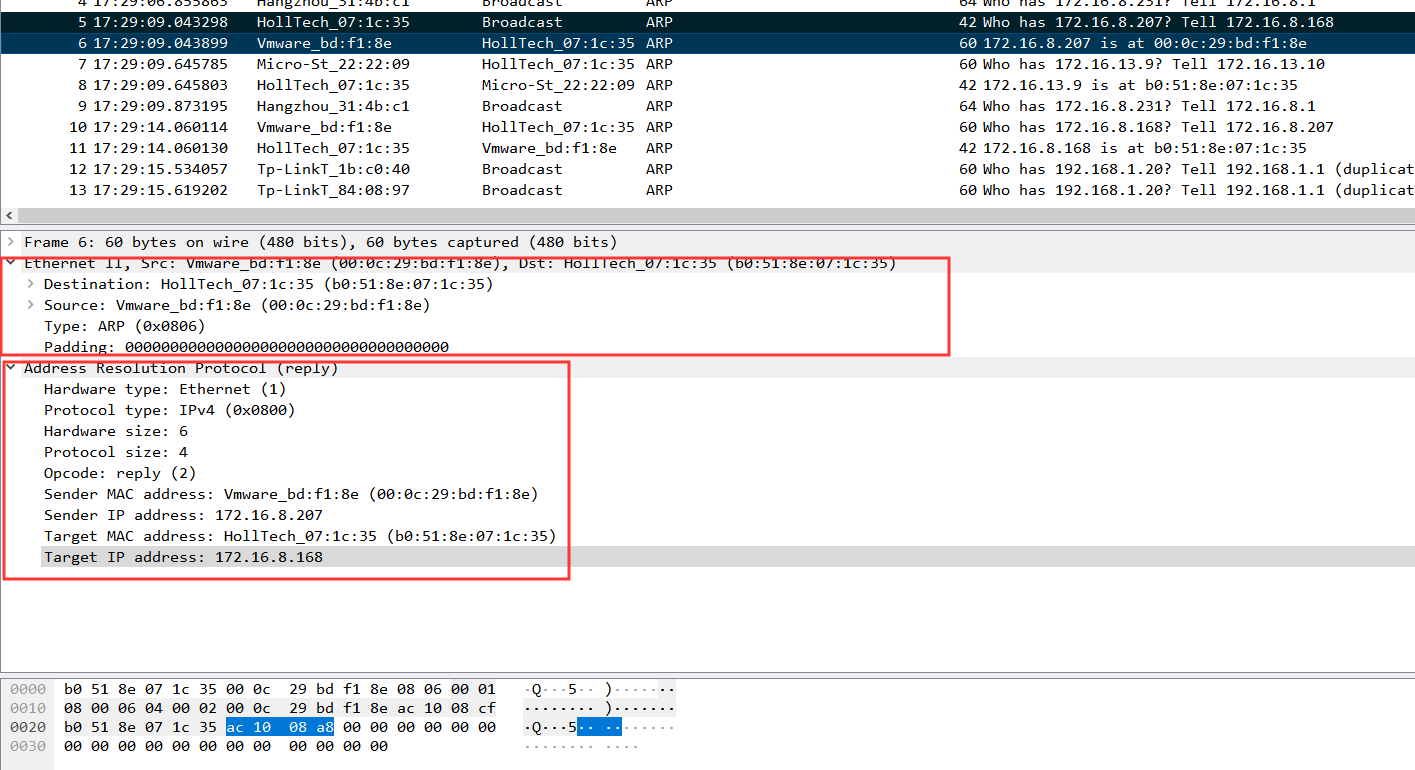 4 17:29:06.855863 Hangzhou_31:4b:c1 Broadcast ARP 64 Who has 172.16.8.231? Tell 172.16.8.1
5 17:29:09.043298 HollTech_07:1c:35 Broadcast ARP 42 Who has 172.16.8.207? Tell 172.16.8.168
6 17:29:09.043899 Vmware_bd:f1:8e HollTech_07:1c:35 ARP 60 172.16.8.207 is at 00:0c:29:bd:f1:8e
7 17:29:09.645785 Micro-St_22:22:09 HollTech_07:1c:35 ARP 60 Who has 172.16.13.9? Tell 172.16.13.10
8 17:29:09.645803 HollTech_07:1c:35 Micro-St_22:22:09 ARP 42 172.16.13.9 is at b0:51:8e:07:1c:35
9 17:29:09.873195 Hangzhou_31:4b:c1 Broadcast ARP 64 Who has 172.16.8.231? Tell 172.16.8.1
10 17:29:14.060114 Vmware_bd:f1:8e HollTech_07:1c:35 ARP 60 Who has 172.16.8.168? Tell 172.16.8.207
11 17:29:14.060130 HollTech_07:1c:35 Vmware_bd:f1:8e ARP 42 172.16.8.168 is at b0:51:8e:07:1c:35
12 17:29:15.534057 Tp-LinkT_1b:c0:40 Broadcast ARP 60 Who has 192.168.1.20? Tell 192.168.1.1 (duplicat
13 17:29:15.619202 Tp-LinkT_84:08:97 Broadcast ARP 60 Who has 192.168.1.20? Tell 192.168.1.1 (duplicat
Frame 6: 60 bytes on wire (480 bits), 60 bytes captured (480 bits)
Ethernet II, Src: Vmware_bd:f1:8e (00:0c:29:bd:f1:8e), Dst: HollTech_07:1c:35 (b0:51:8e:07:1c:35)
Destination: HollTech_07:1c:35 (b0:51:8e:07:1c:35)
Source: Vmware_bd:f1:8e (00:0c:29:bd:f1:8e)
Type: ARP (0x0806)
Padding: 000000000000000000000000000000000000
Address Resolution Protocol (reply)
Hardware type: Ethernet (1)
Protocol type: IPv4 (0x0800)
Hardware size: 6
Protocol size: 4
Opcode: reply (2)
Sender MAC address: Vmware_bd:f1:8e (00:0c:29:bd:f1:8e)
Sender IP address: 172.16.8.207
Target MAC address: HollTech_07:1c:35 (b0:51:8e:07:1c:35)
Target IP address: 172.16.8.168
0000 b0 51 8e 07 1c 35 00 0c 29 bd f1 8e 08 06 00 01 ·Q···5·· )·······
0010 08 00 06 04 00 02 00 0c 29 bd f1 8e ac 10 08 cf ········ )·······
0020 b0 51 8e 07 1c 35 ac 10 08 a8 00 00 00 00 00 00 ·Q···5·· ········
0030 00 00 00 00 00 00 00 00 00 00 00 00 ········ ····